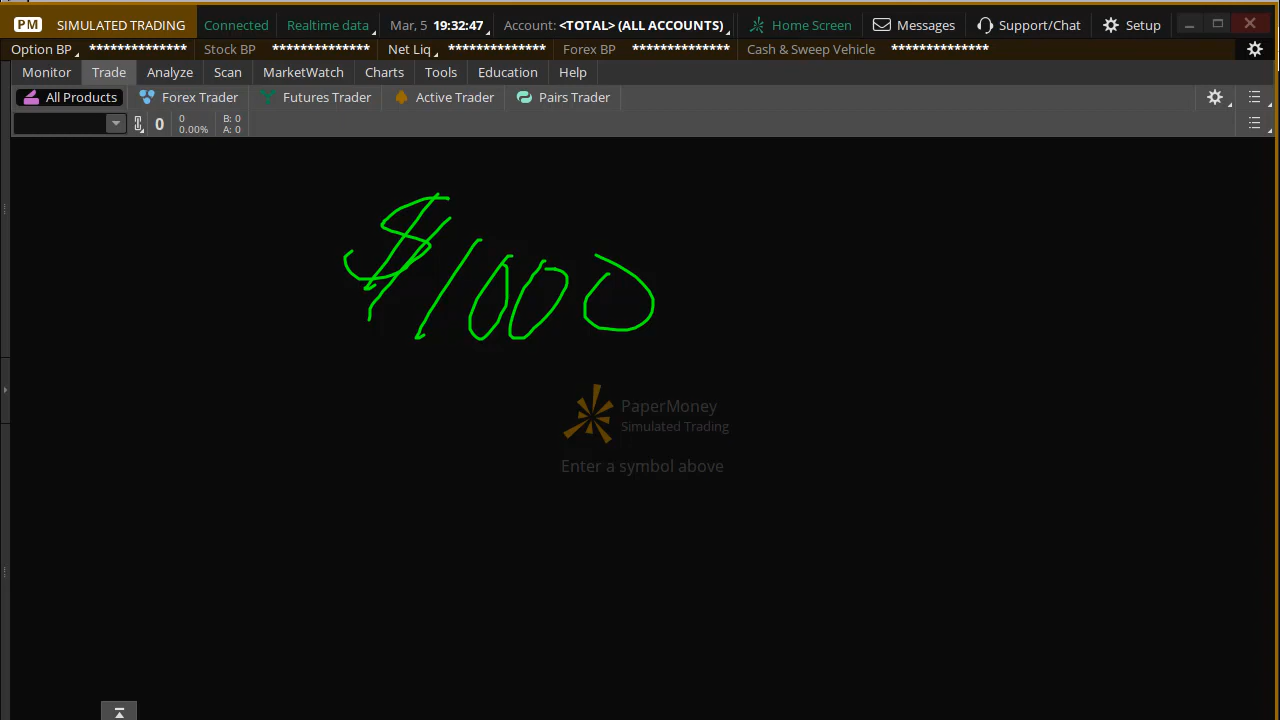 PM SIMULATED TRADING Connected Realtime data Mar, 5 19:32:47 Account: <TOTAL> (ALL ACCOUNTS) Home Screen Messages Support/Chat Setup
Option BP ************** Stock BP ************** Net Liq ************** Forex BP ************** Cash & Sweep Vehicle **************
Monitor Trade Analyze Scan MarketWatch Charts Tools Education Help
All Products Forex Trader Futures Trader Active Trader Pairs Trader
0 0 B: 0
0.00% A: 0
$1000
PaperMoney
Simulated Trading
Enter a symbol above